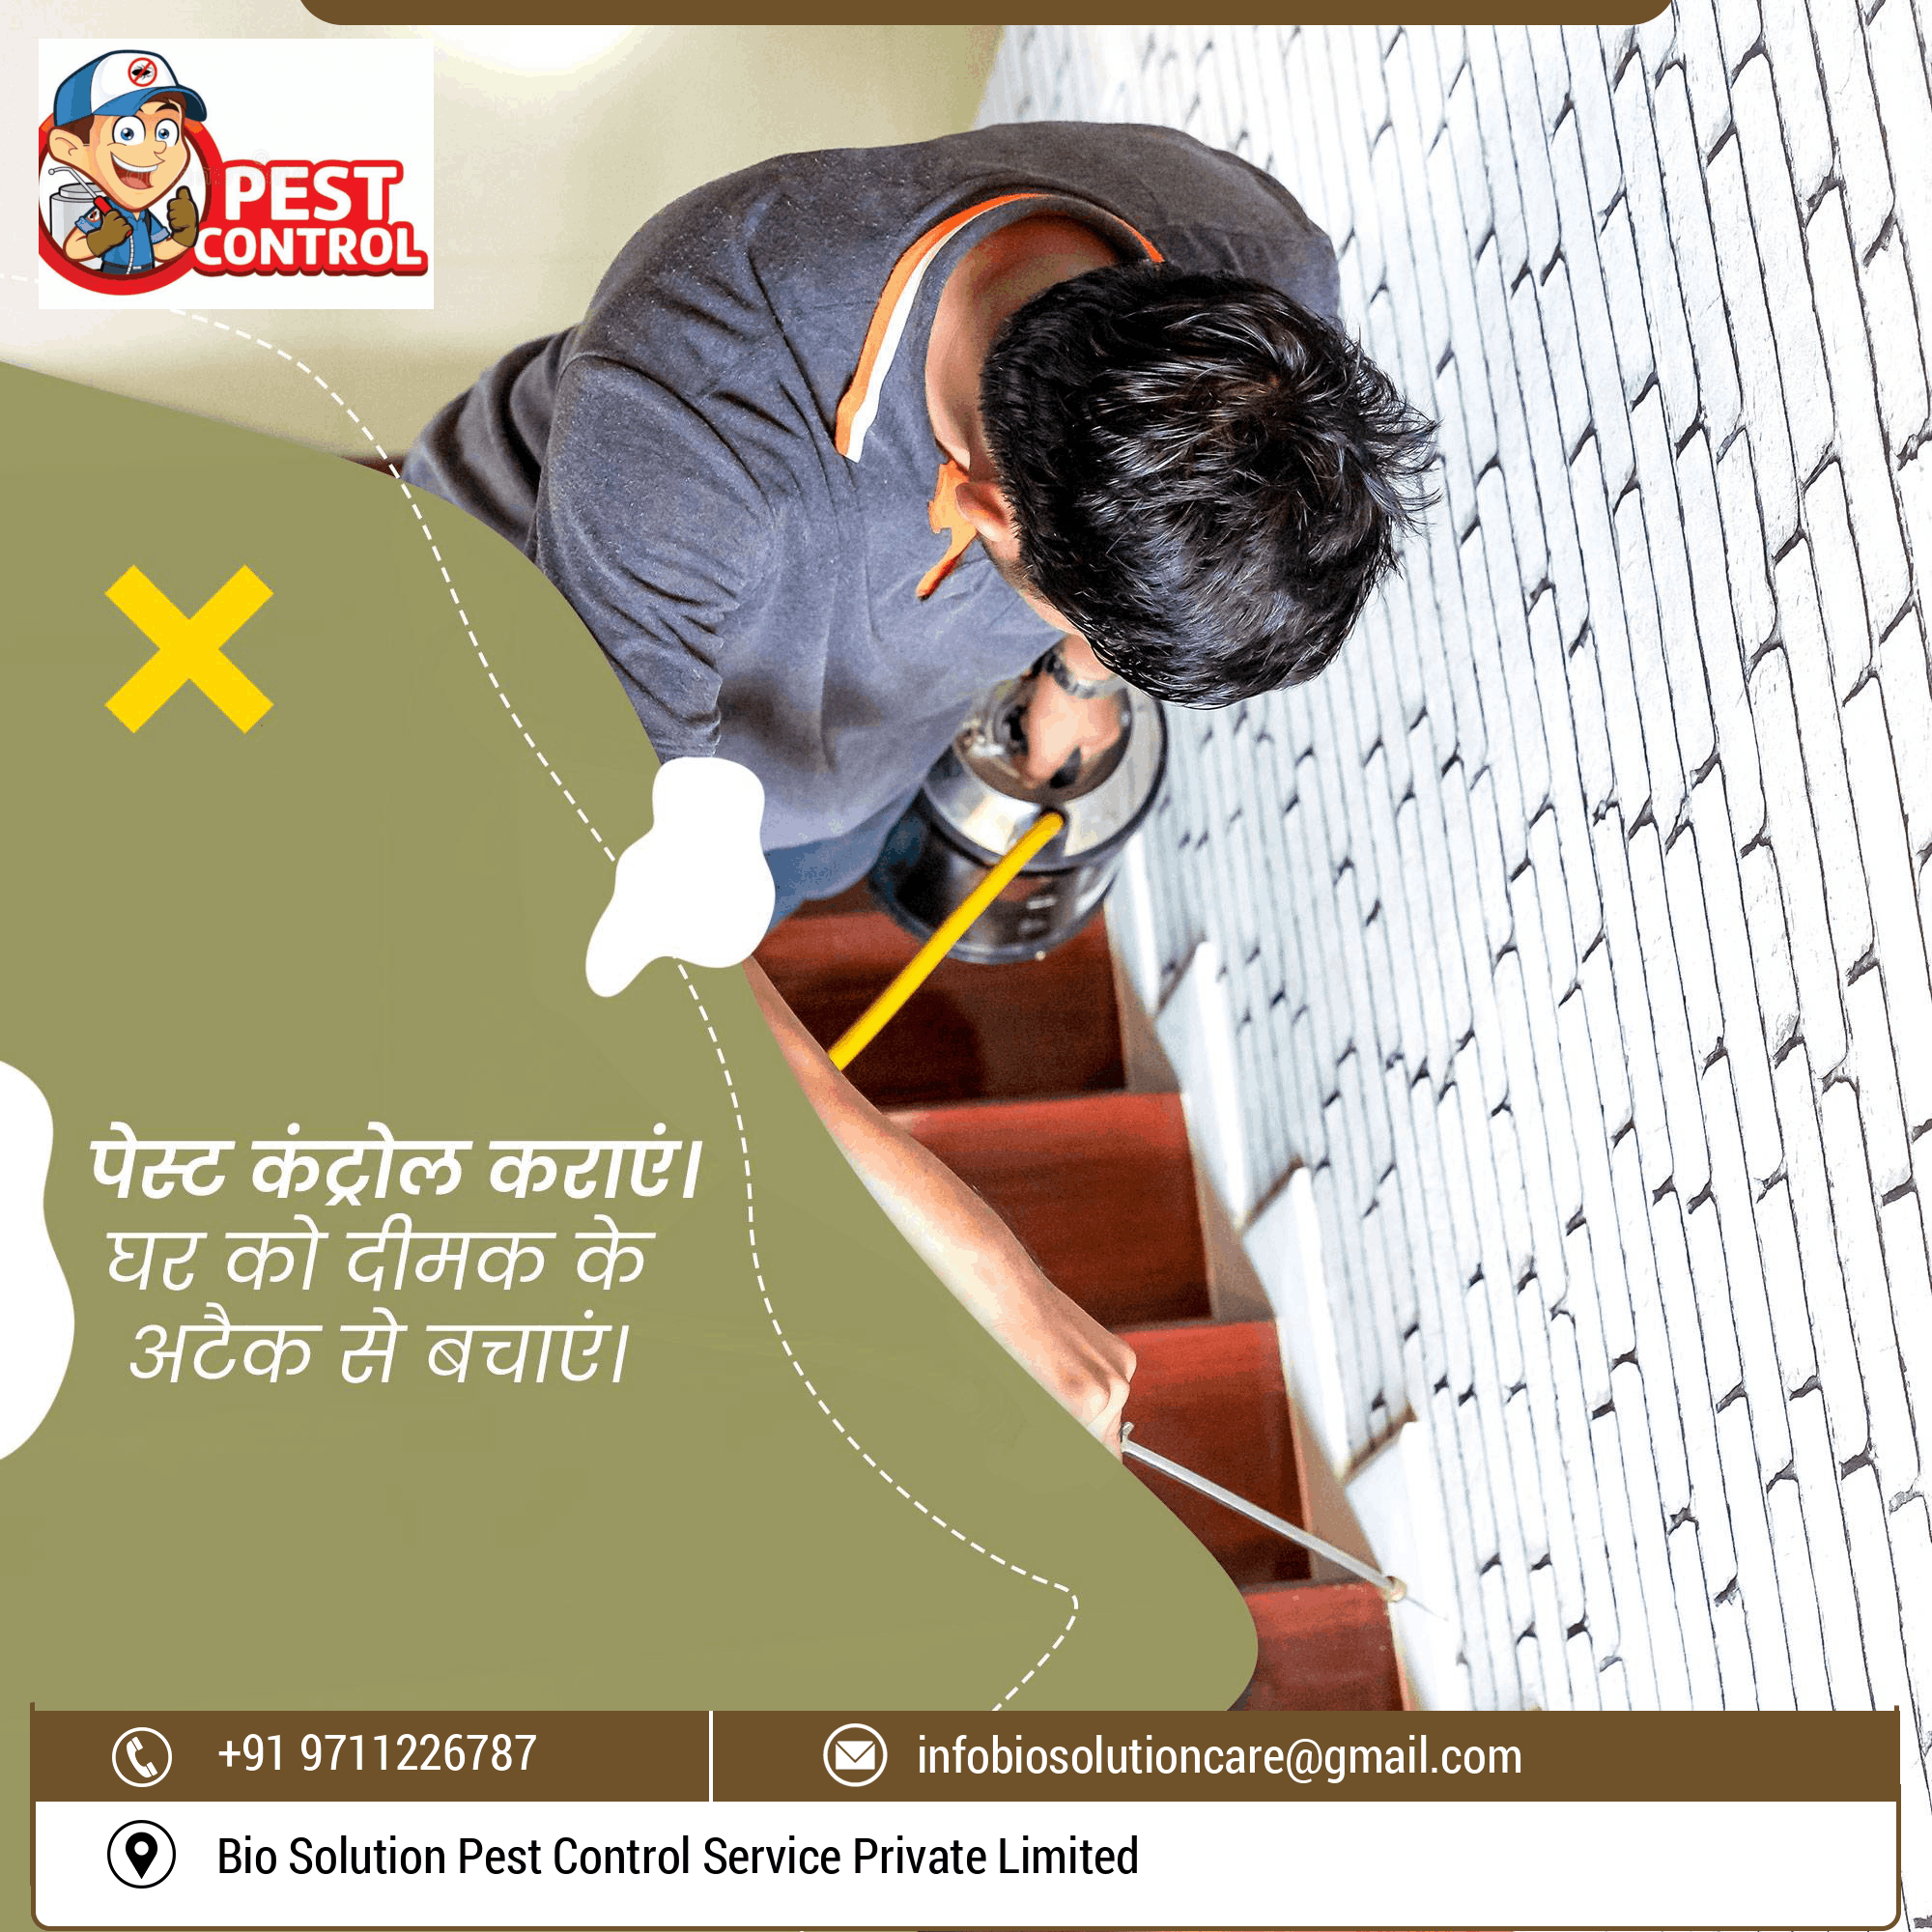 PEST
CONTROL
पेस्ट कंट्रोल कराएं।
घर को दीमक के
अटैक से बचाएं।
+91 9711226787
infobiosolutioncare@gmail.com
Bio Solution Pest Control Service Private Limited